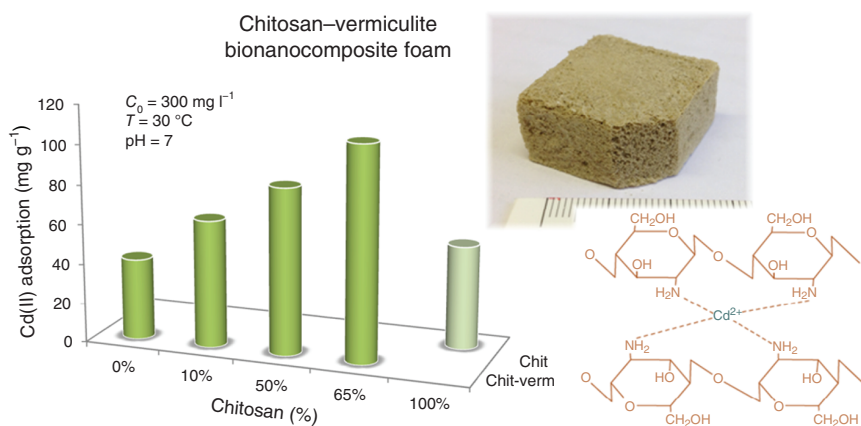 Chitosan–vermiculite
bionanocomposite foam
C₀ = 300 mg l⁻¹
T = 30 °C
pH = 7
Cd(II) adsorption (mg g⁻¹)
120
100
80
60
40
20
0
0%
10%
50%
65%
100%
Chitosan (%)
Chit
Chit-verm
CH₂OH
CH₂OH
O
O
O
O
OH
OH
H₂N
H₂N
Cd²⁺
NH₂
NH₂
O
HO
O
HO
O
O
CH₂OH
CH₂OH